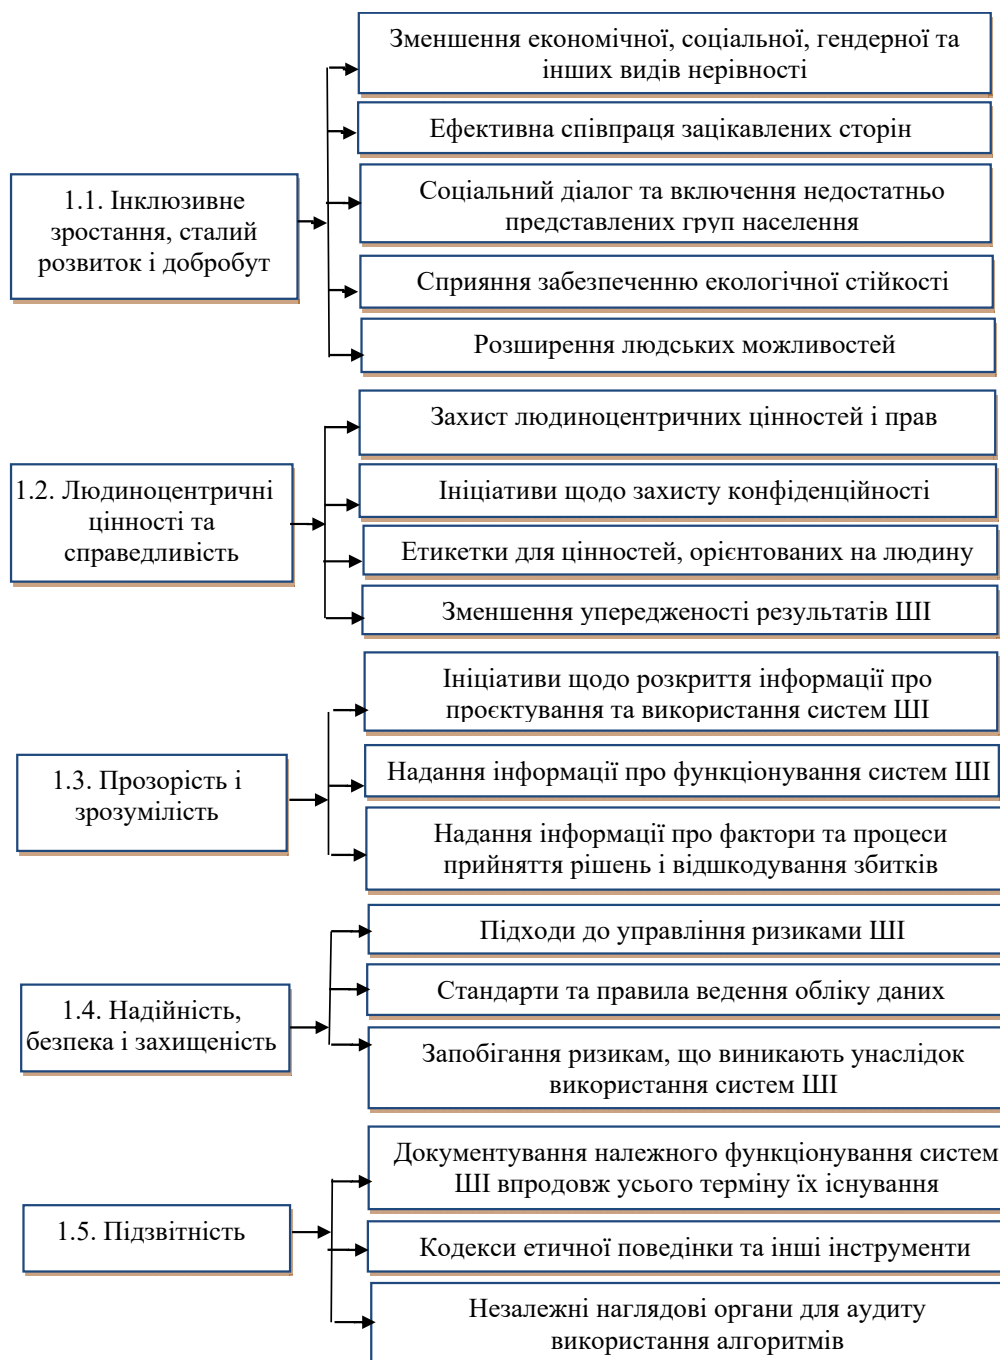 Зменшення економічної, соціальної, гендерної та
інших видів нерівності
Ефективна співпраця зацікавлених сторін
1.1. Інклюзивне
зростання, сталий
розвиток і добробут
Соціальний діалог та включення недостатньо
представлених груп населення
Сприяння забезпеченню екологічної стійкості
Розширення людських можливостей
Захист людиноцентричних цінностей і прав
1.2. Людиноцентричні
цінності та
справедливість
Ініціативи щодо захисту конфіденційності
Етикетки для цінностей, орієнтованих на людину
Зменшення упередженості результатів ШІ
Ініціативи щодо розкриття інформації про
проєктування та використання систем ШІ
1.3. Прозорість і
зрозумілість
Надання інформації про функціонування систем ШІ
Надання інформації про фактори та процеси
прийняття рішень і відшкодування збитків
Підходи до управління ризиками ШІ
1.4. Надійність,
безпека і захищеність
Стандарти та правила ведення обліку даних
Запобігання ризикам, що виникають унаслідок
використання систем ШІ
Документування належного функціонування систем
ШІ впродовж усього терміну їх існування
1.5. Підзвітність
Кодекси етичної поведінки та інші інструменти
Незалежні наглядові органи для аудиту
використання алгоритмів